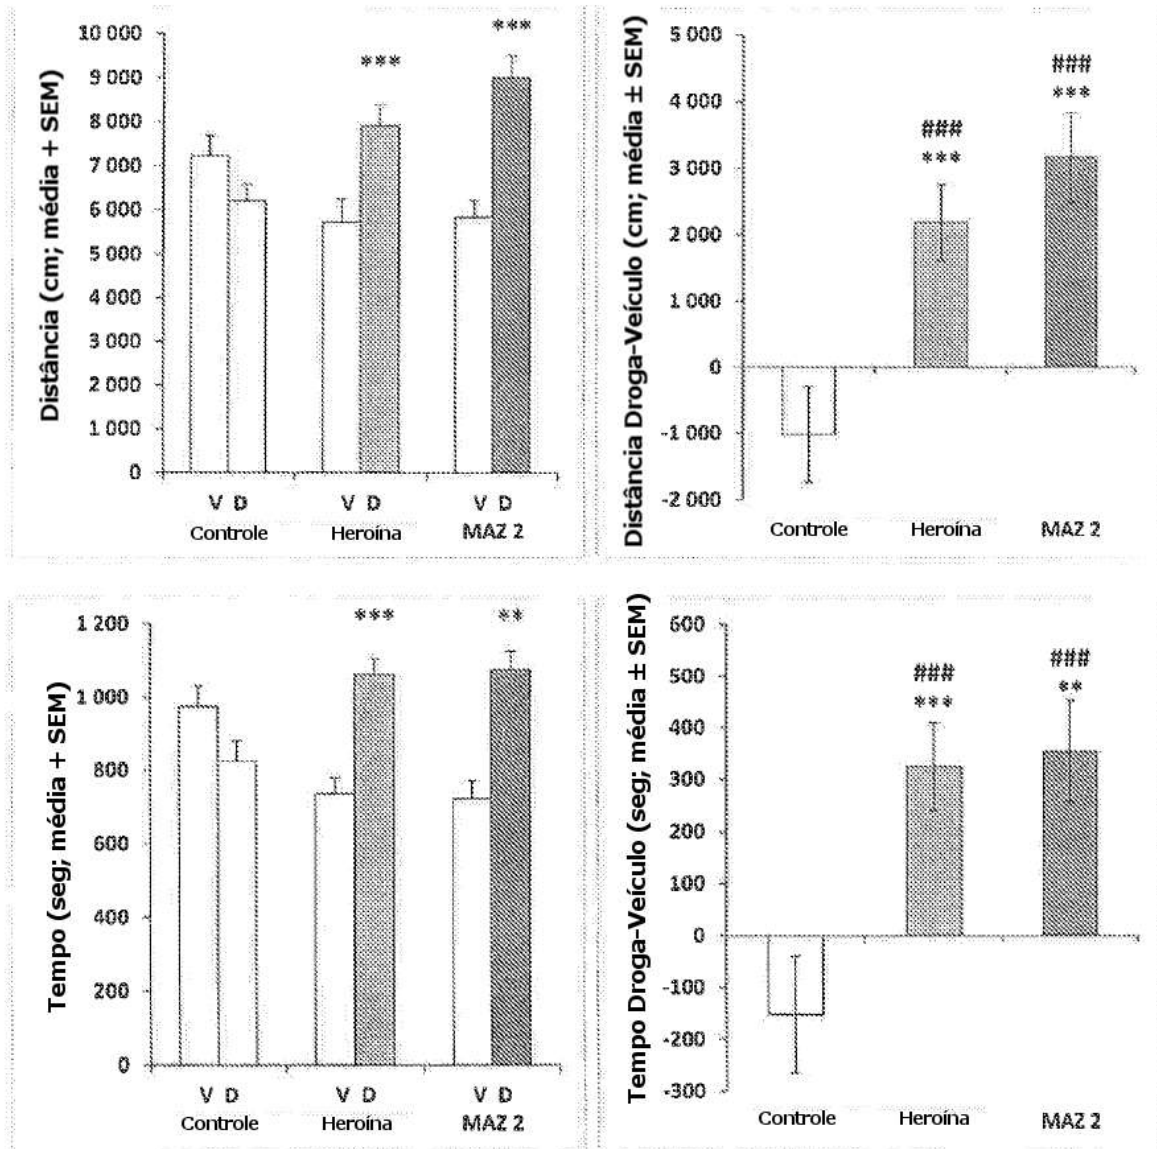 Distância (cm; média + SEM)
10 000
9 000
8 000
7 000
6 000
5 000
4 000
3 000
2 000
1 000
0
***
***
V D
V D
V D
Controle
Heroína
MAZ 2
Distância Droga-Veículo (cm; média ± SEM)
5 000
4 000
3 000
2 000
1 000
0
-1 000
-2 000
###
***
###
***
Controle
Heroína
MAZ 2
Tempo (seg; média + SEM)
1 200
1 000
800
600
400
200
0
***
**
V D
V D
V D
Controle
Heroína
MAZ 2
Tempo Droga-Veículo (seg; média ± SEM)
600
500
400
300
200
100
0
-100
-200
-300
###
***
###
**
Controle
Heroína
MAZ 2